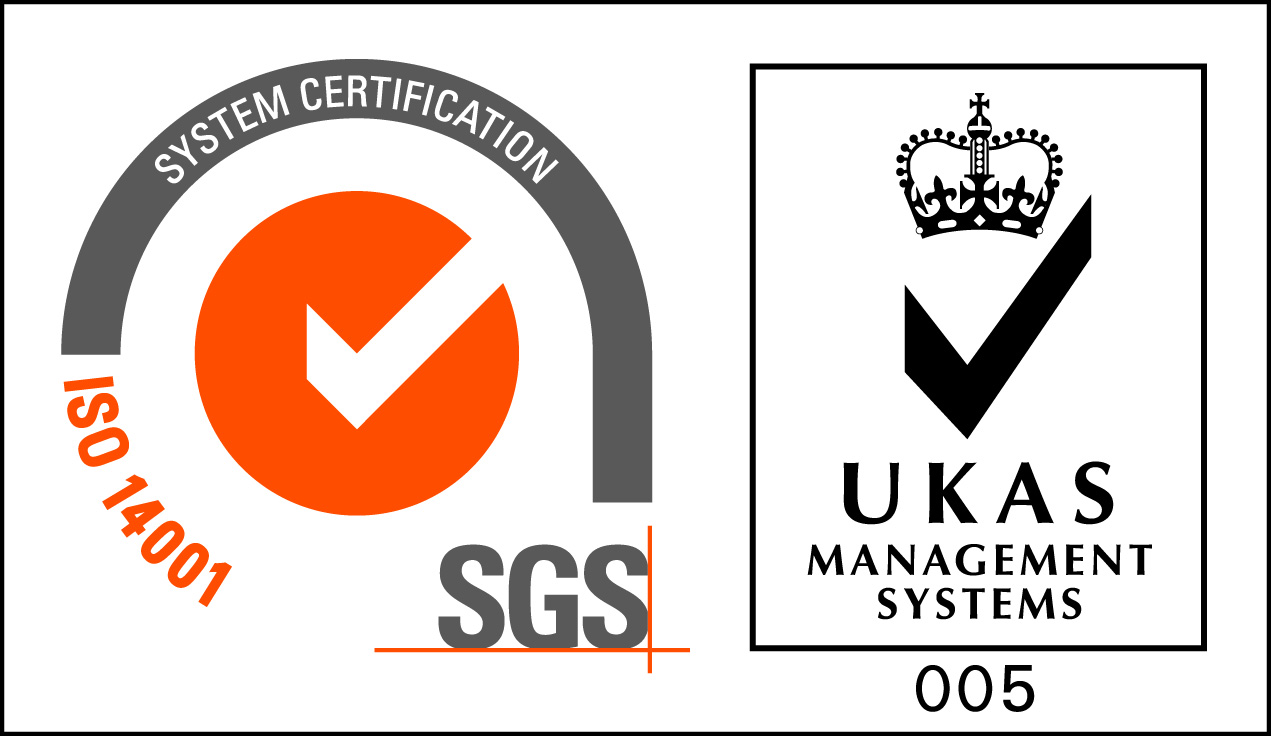 SYSTEM CERTIFICATION
ISO 14001
SGS
UKAS
MANAGEMENT
SYSTEMS
005